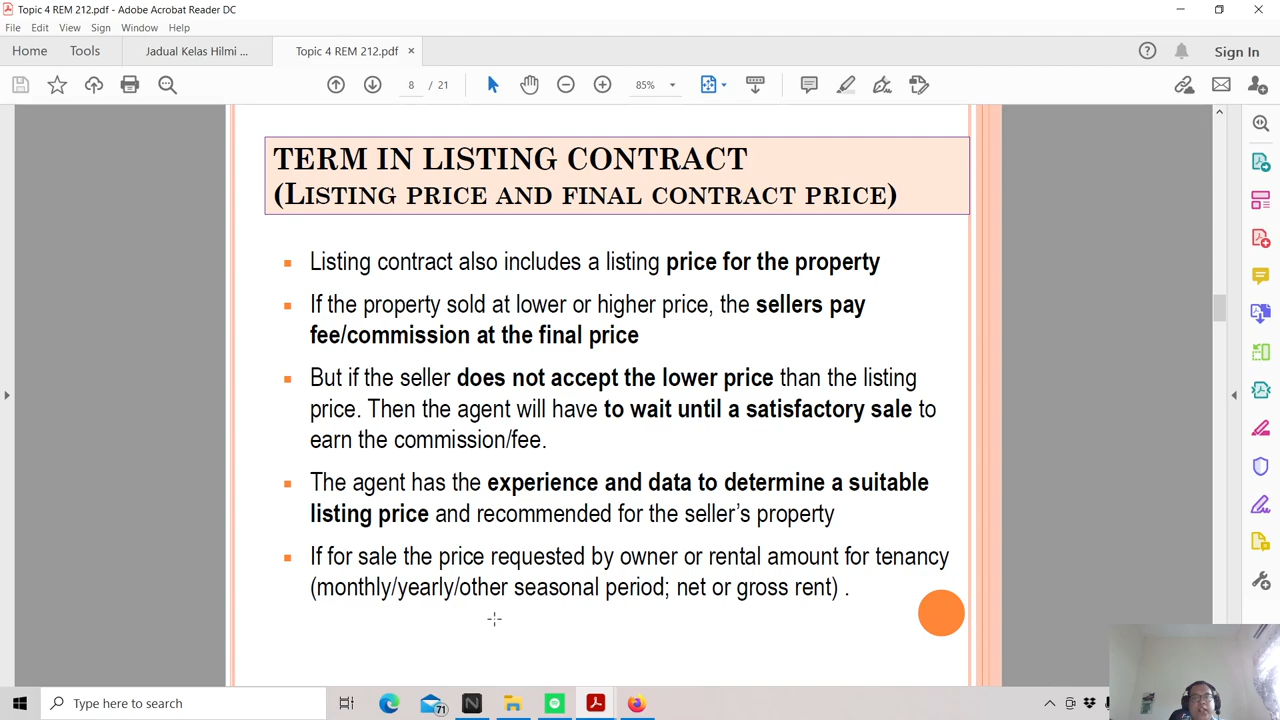 Topic 4 REM 212.pdf - Adobe Acrobat Reader DC
File Edit View Sign Window Help
Home Tools Jadual Kelas Hilmi ... Topic 4 REM 212.pdf × Sign In
8 / 21 85%
TERM IN LISTING CONTRACT
(LISTING PRICE AND FINAL CONTRACT PRICE)
Listing contract also includes a listing price for the property
If the property sold at lower or higher price, the sellers pay
fee/commission at the final price
But if the seller does not accept the lower price than the listing
price. Then the agent will have to wait until a satisfactory sale to
earn the commission/fee.
The agent has the experience and data to determine a suitable
listing price and recommended for the seller's property
If for sale the price requested by owner or rental amount for tenancy
(monthly/yearly/other seasonal period; net or gross rent) .
Type here to search
71